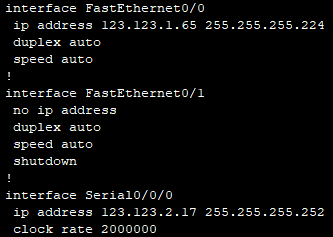 interface FastEthernet0/0
 ip address 123.123.1.65 255.255.255.224
 duplex auto
 speed auto
!
interface FastEthernet0/1
 no ip address
 duplex auto
 speed auto
 shutdown
!
interface Serial0/0/0
 ip address 123.123.2.17 255.255.255.252
 clock rate 2000000